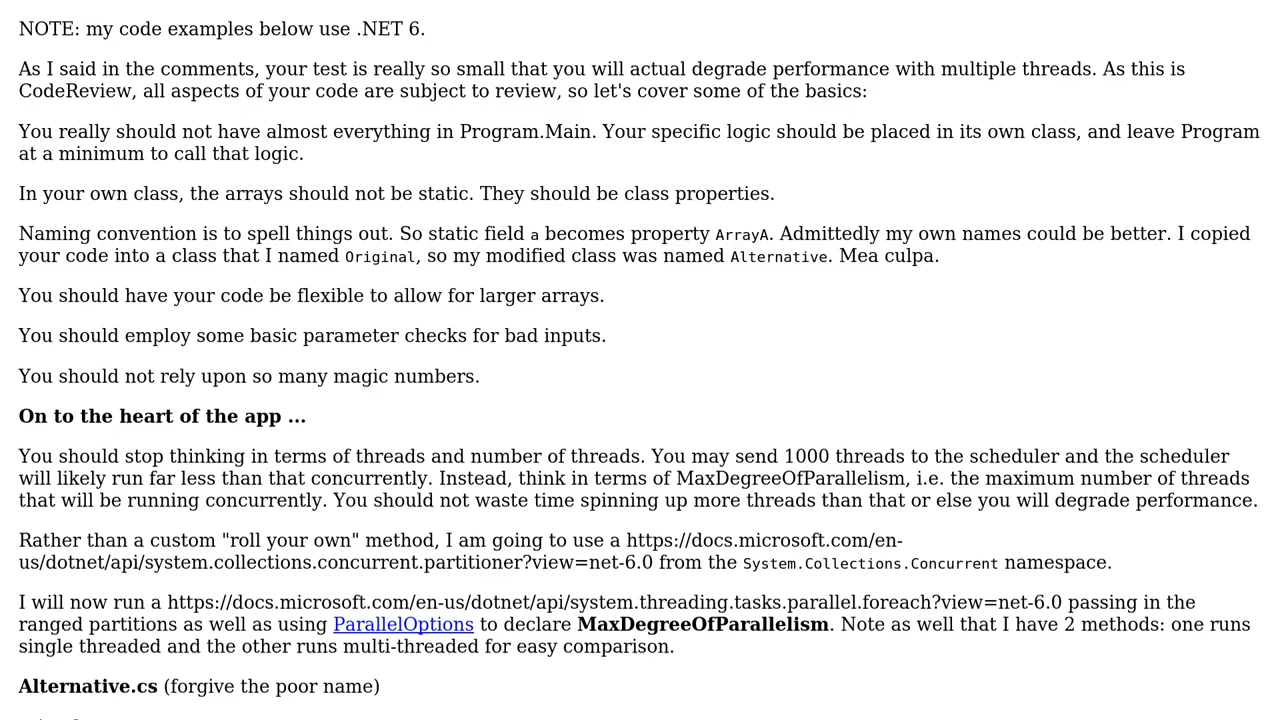 NOTE: my code examples below use .NET 6.
As I said in the comments, your test is really so small that you will actual degrade performance with multiple threads. As this is
CodeReview, all aspects of your code are subject to review, so let's cover some of the basics:
You really should not have almost everything in Program.Main. Your specific logic should be placed in its own class, and leave Program
at a minimum to call that logic.
In your own class, the arrays should not be static. They should be class properties.
Naming convention is to spell things out. So static field a becomes property ArrayA. Admittedly my own names could be better. I copied
your code into a class that I named Original, so my modified class was named Alternative. Mea culpa.
You should have your code be flexible to allow for larger arrays.
You should employ some basic parameter checks for bad inputs.
You should not rely upon so many magic numbers.
On to the heart of the app ...
You should stop thinking in terms of threads and number of threads. You may send 1000 threads to the scheduler and the scheduler
will likely run far less than that concurrently. Instead, think in terms of MaxDegreeOfParallelism, i.e. the maximum number of threads
that will be running concurrently. You should not waste time spinning up more threads than that or else you will degrade performance.
Rather than a custom "roll your own" method, I am going to use a https://docs.microsoft.com/en-
us/dotnet/api/system.collections.concurrent.partitioner?view=net-6.0 from the System.Collections.Concurrent namespace.
I will now run a https://docs.microsoft.com/en-us/dotnet/api/system.threading.tasks.parallel.foreach?view=net-6.0 passing in the
ranged partitions as well as using ParallelOptions to declare MaxDegreeOfParallelism. Note as well that I have 2 methods: one runs
single threaded and the other runs multi-threaded for easy comparison.
Alternative.cs (forgive the poor name)